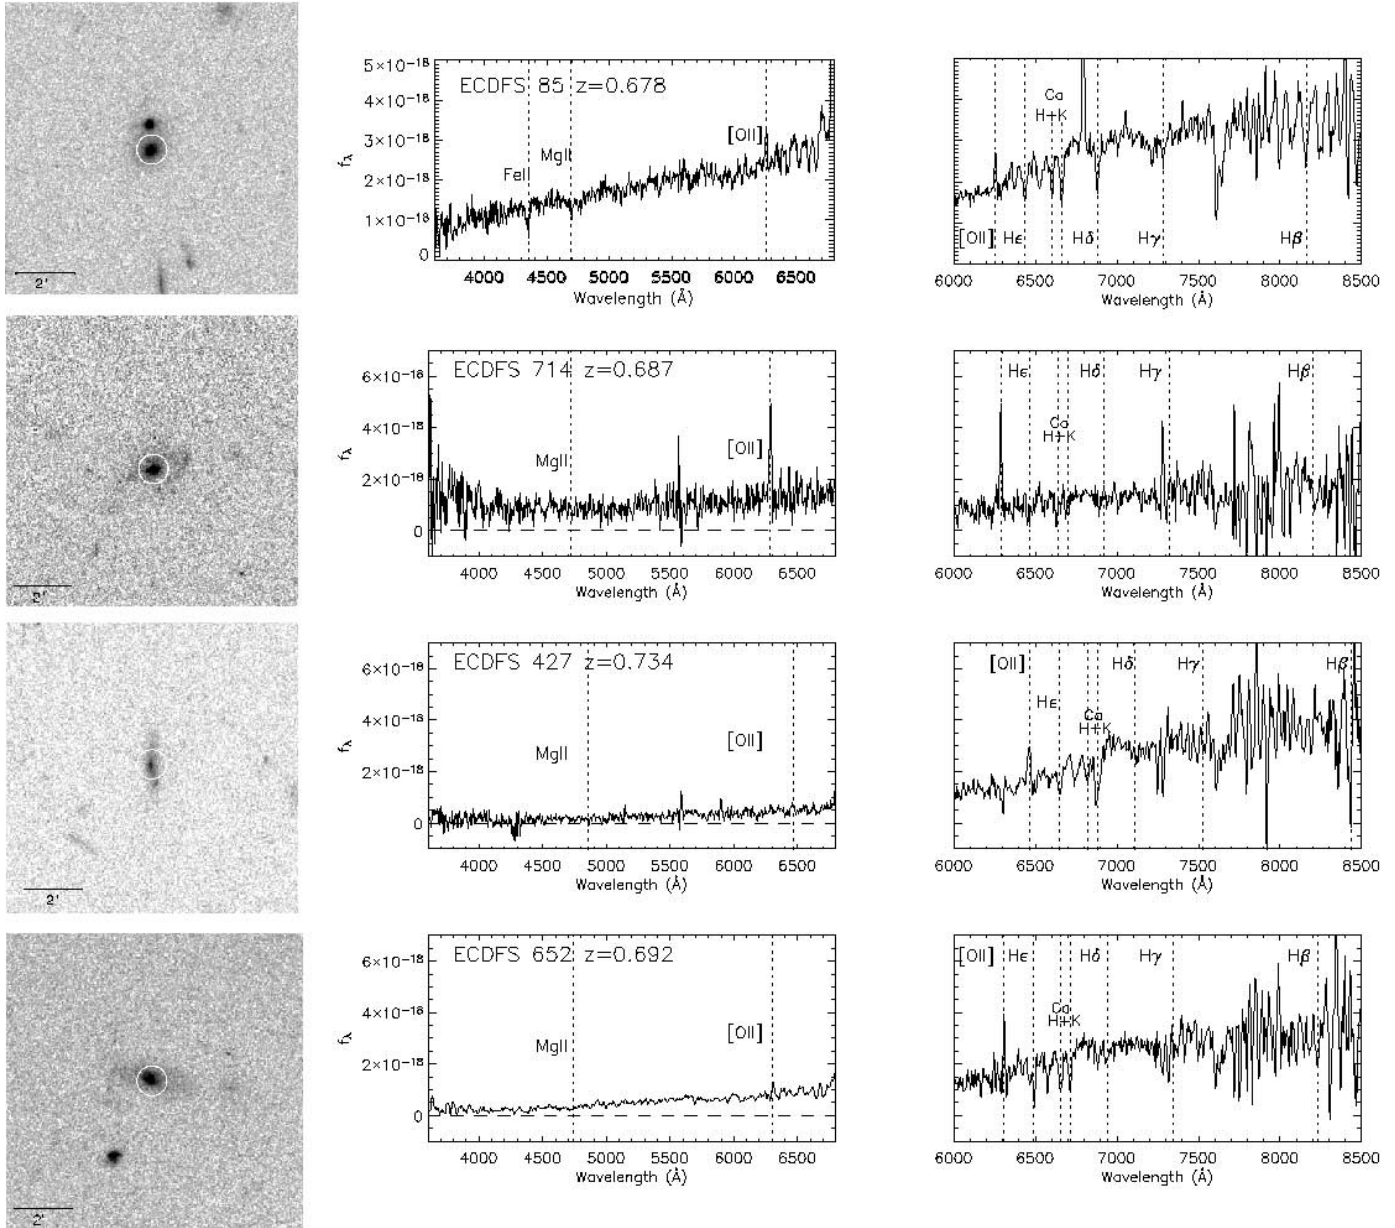 2'
ECDFS 85 z=0.678
5×10⁻¹⁸
4×10⁻¹⁸
3×10⁻¹⁸
2×10⁻¹⁸
1×10⁻¹⁸
0
fλ
FeII
MgII
[OII]
4000 4500 5000 5500 6000 6500
Wavelength (Å)
Ca
H+K
[OII] Hε Hδ Hγ Hβ
6000 6500 7000 7500 8000 8500
Wavelength (Å)
2'
ECDFS 714 z=0.687
6×10⁻¹⁸
4×10⁻¹⁸
2×10⁻¹⁸
0
fλ
MgII
[OII]
4000 4500 5000 5500 6000 6500
Wavelength (Å)
Hε Hδ Hγ Hβ
Ca
H+K
6000 6500 7000 7500 8000 8500
Wavelength (Å)
2'
ECDFS 427 z=0.734
6×10⁻¹⁸
4×10⁻¹⁸
2×10⁻¹⁸
0
fλ
MgII
[OII]
4000 4500 5000 5500 6000 6500
Wavelength (Å)
[OII] Hδ Hγ Hβ
Hε
Ca
H+K
6000 6500 7000 7500 8000 8500
Wavelength (Å)
2'
ECDFS 652 z=0.692
6×10⁻¹⁸
4×10⁻¹⁸
2×10⁻¹⁸
0
fλ
MgII
[OII]
4000 4500 5000 5500 6000 6500
Wavelength (Å)
[OII] Hε Hδ Hγ Hβ
Ca
H+K
6000 6500 7000 7500 8000 8500
Wavelength (Å)